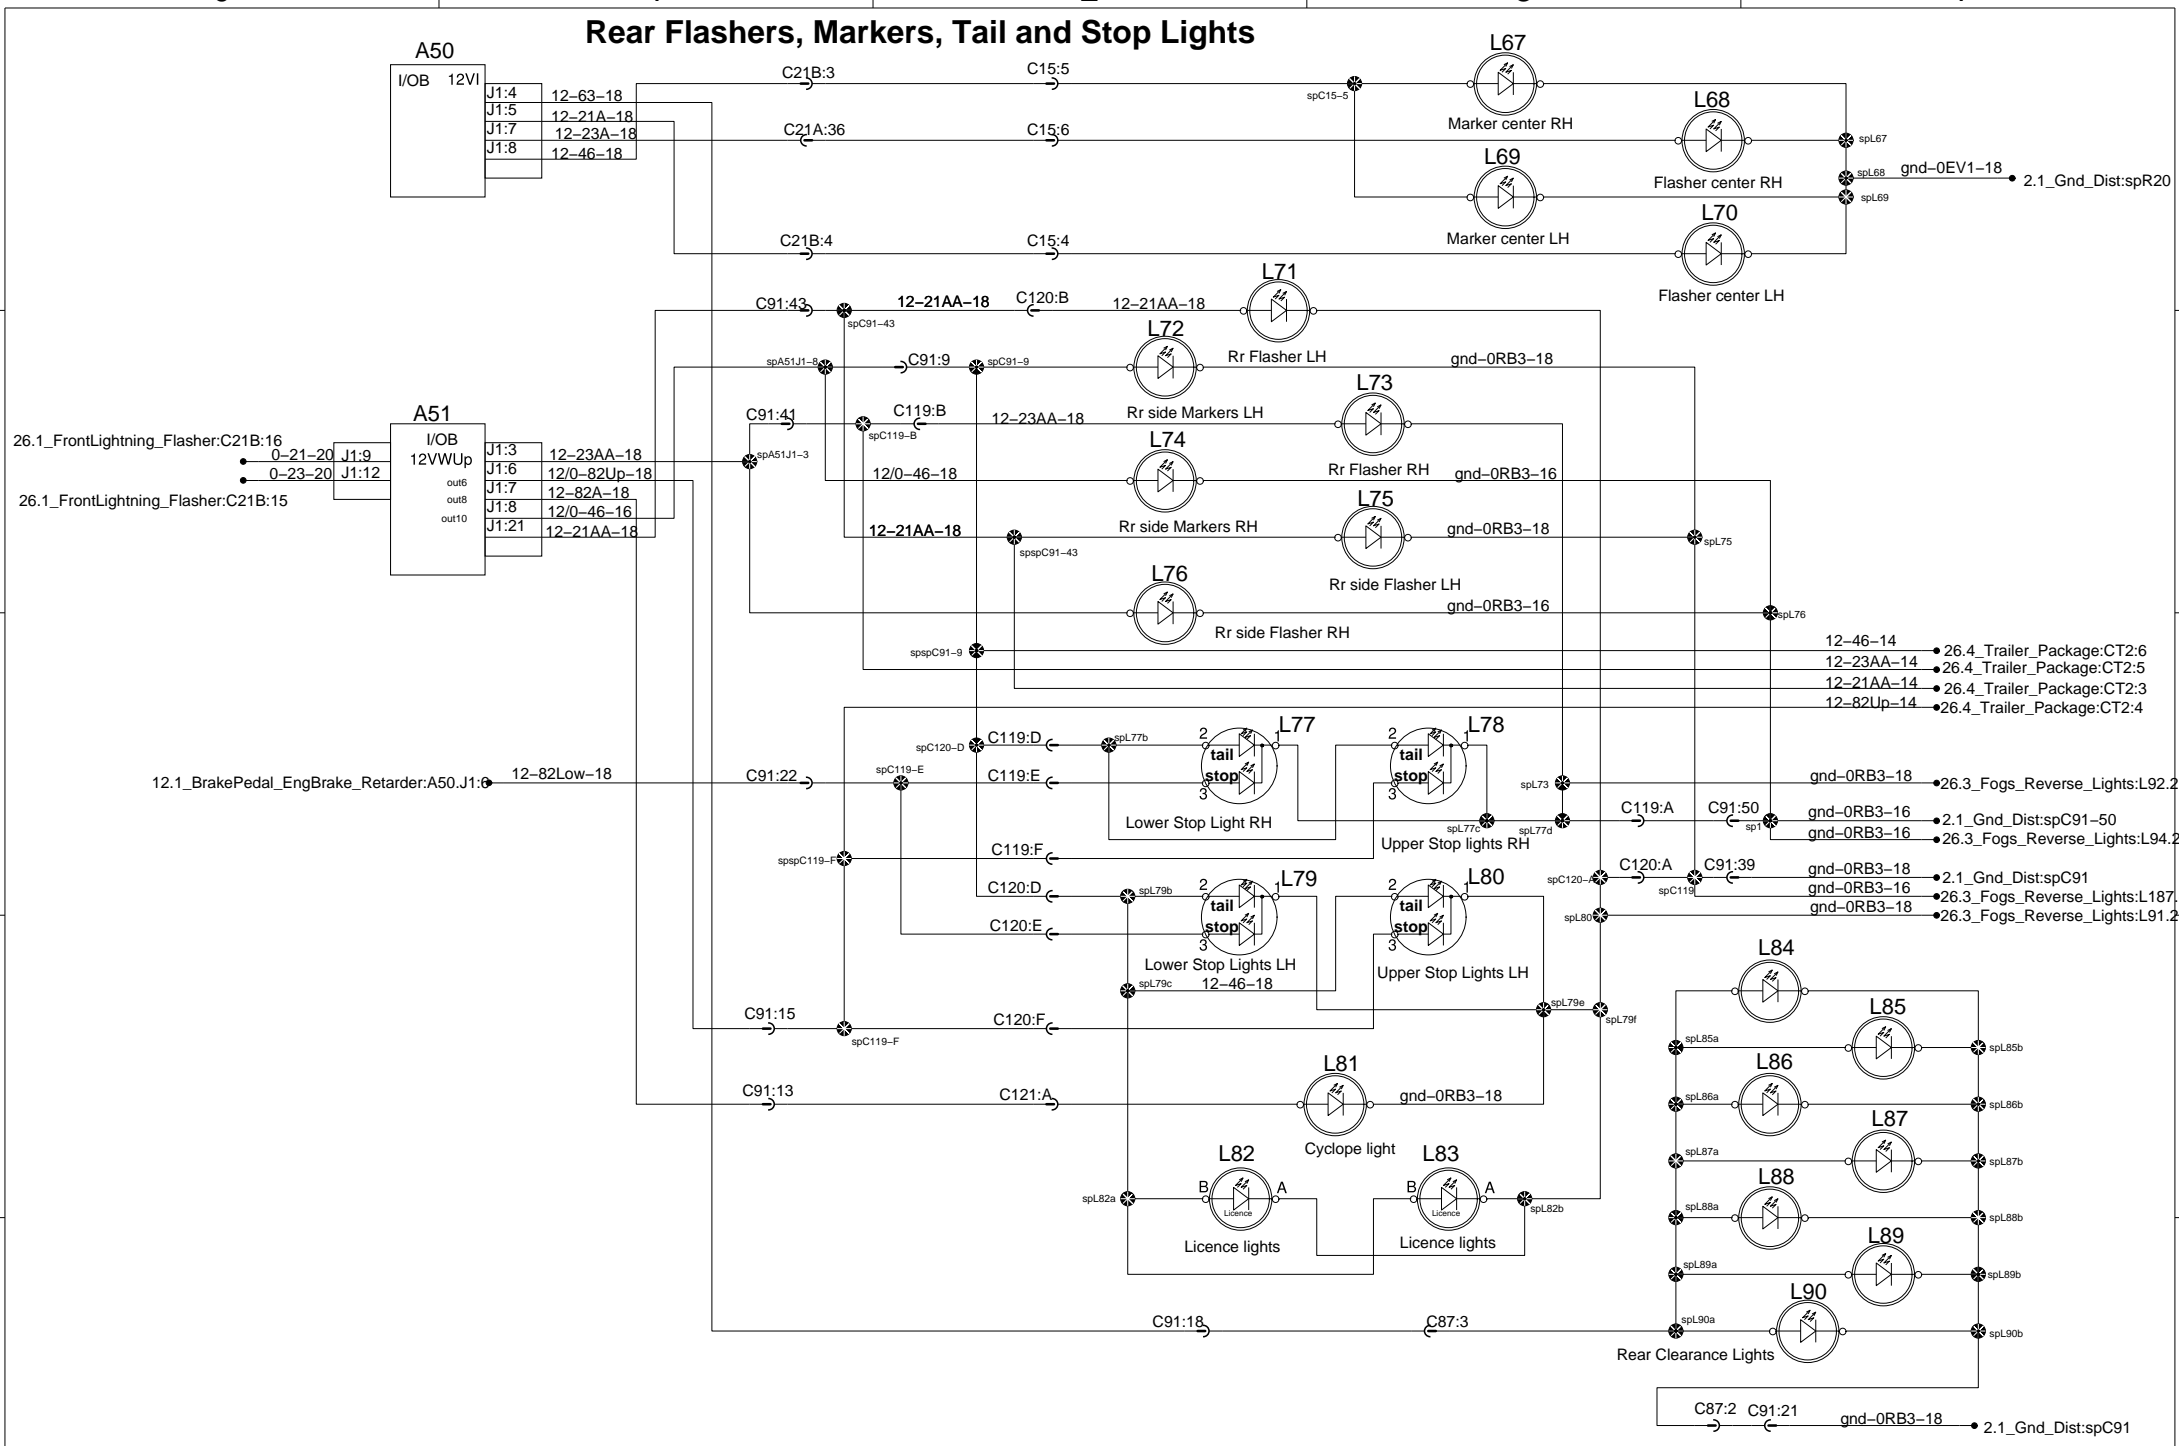 Rear Flashers, Markers, Tail and Stop Lights
A50
I/OB 12VI
J1:4 12-63-18
J1:5 12-21A-18
J1:7 12-23A-18
J1:8 12-46-18
C21B:3
C15:5
spC15-5
L67
Marker center RH
L68
C21A:36
C15:6
spL67
L69
Flasher center RH
spL68
gnd-0EV1-18
2.1_Gnd_Dist:spR20
spL69
Marker center LH
L70
C21B:4
C15:4
Flasher center LH
L71
C91:43
spC91-43
12-21AA-18
C120:B
12-21AA-18
L72
Rr Flasher LH
spA51J1-8
C91:9
spC91-9
gnd-0RB3-18
L73
Rr side Markers LH
A51
C91:41
C119:B
12-23AA-18
spC119-B
26.1_FrontLightning_Flasher:C21B:16
0-21-20 J1:9
0-23-20 J1:12
26.1_FrontLightning_Flasher:C21B:15
I/OB
12VWUp
out6
out8
out10
J1:3 12-23AA-18
J1:6 12/0-82Up-18
J1:7 12-82A-18
J1:8 12/0-46-16
J1:21 12-21AA-18
spA51J1-3
L74
Rr Flasher RH
12/0-46-18
gnd-0RB3-16
L75
Rr side Markers RH
12-21AA-18
spspC91-43
gnd-0RB3-18
spL75
L76
Rr side Flasher LH
gnd-0RB3-16
spL76
Rr side Flasher RH
spspC91-9
12-46-14
26.4_Trailer_Package:CT2:6
12-23AA-14
26.4_Trailer_Package:CT2:5
12-21AA-14
26.4_Trailer_Package:CT2:3
12-82Up-14
26.4_Trailer_Package:CT2:4
L77
L78
spC120-D
C119:D
spL77b
2
tail
1
stop
3
2
tail
1
stop
3
12.1_BrakePedal_EngBrake_Retarder:A50.J1:6
12-82Low-18
C91:22
spC119-E
C119:E
spL73
gnd-0RB3-18
26.3_Fogs_Reverse_Lights:L92.2
Lower Stop Light RH
spL77c
spL77d
C119:A
C91:50
sp1
gnd-0RB3-16
2.1_Gnd_Dist:spC91-50
gnd-0RB3-16
26.3_Fogs_Reverse_Lights:L94.2
Upper Stop lights RH
spspC119-F
C119:F
spC120-A
C120:A
spC119
C91:39
gnd-0RB3-18
2.1_Gnd_Dist:spC91
gnd-0RB3-16
26.3_Fogs_Reverse_Lights:L187.
gnd-0RB3-18
26.3_Fogs_Reverse_Lights:L91.2
L79
L80
C120:D
spL79b
2
tail
1
stop
3
2
tail
1
stop
3
spL80
C120:E
Lower Stop Lights LH
Upper Stop Lights LH
spL79c
12-46-18
spL79e
spL79f
C91:15
spC119-F
C120:F
C91:13
C121:A
L81
gnd-0RB3-18
Cyclope light
L82
L83
spL82a
B
A
Licence
B
A
Licence
spL82b
Licence lights
Licence lights
L84
L85
spL85a
spL85b
L86
spL86a
spL86b
L87
spL87a
spL87b
L88
spL88a
spL88b
L89
spL89a
spL89b
L90
C91:18
C87:3
spL90a
spL90b
Rear Clearance Lights
C87:2
C91:21
gnd-0RB3-18
2.1_Gnd_Dist:spC91